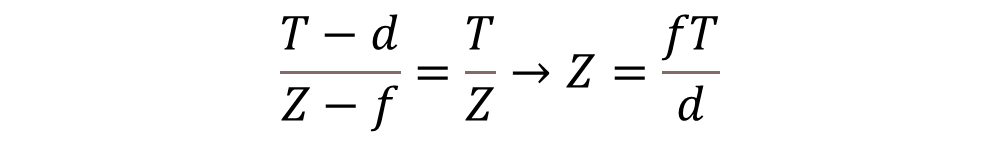 (T − d)/(Z − f) = T/Z → Z = fT/d